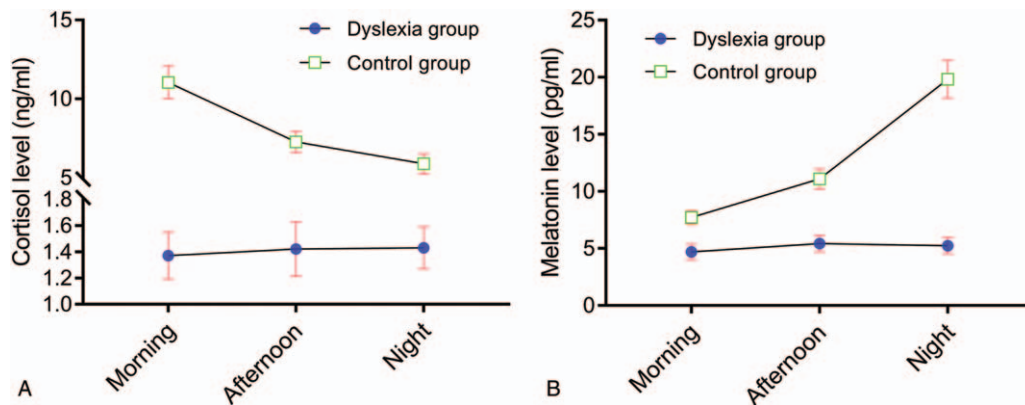 Cortisol level (ng/ml)
15
10
5
1.8
1.6
1.4
1.2
1.0
Dyslexia group
Control group
Morning
Afternoon
Night
A
Melatonin level (pg/ml)
25
20
15
10
5
0
Dyslexia group
Control group
Morning
Afternoon
Night
B